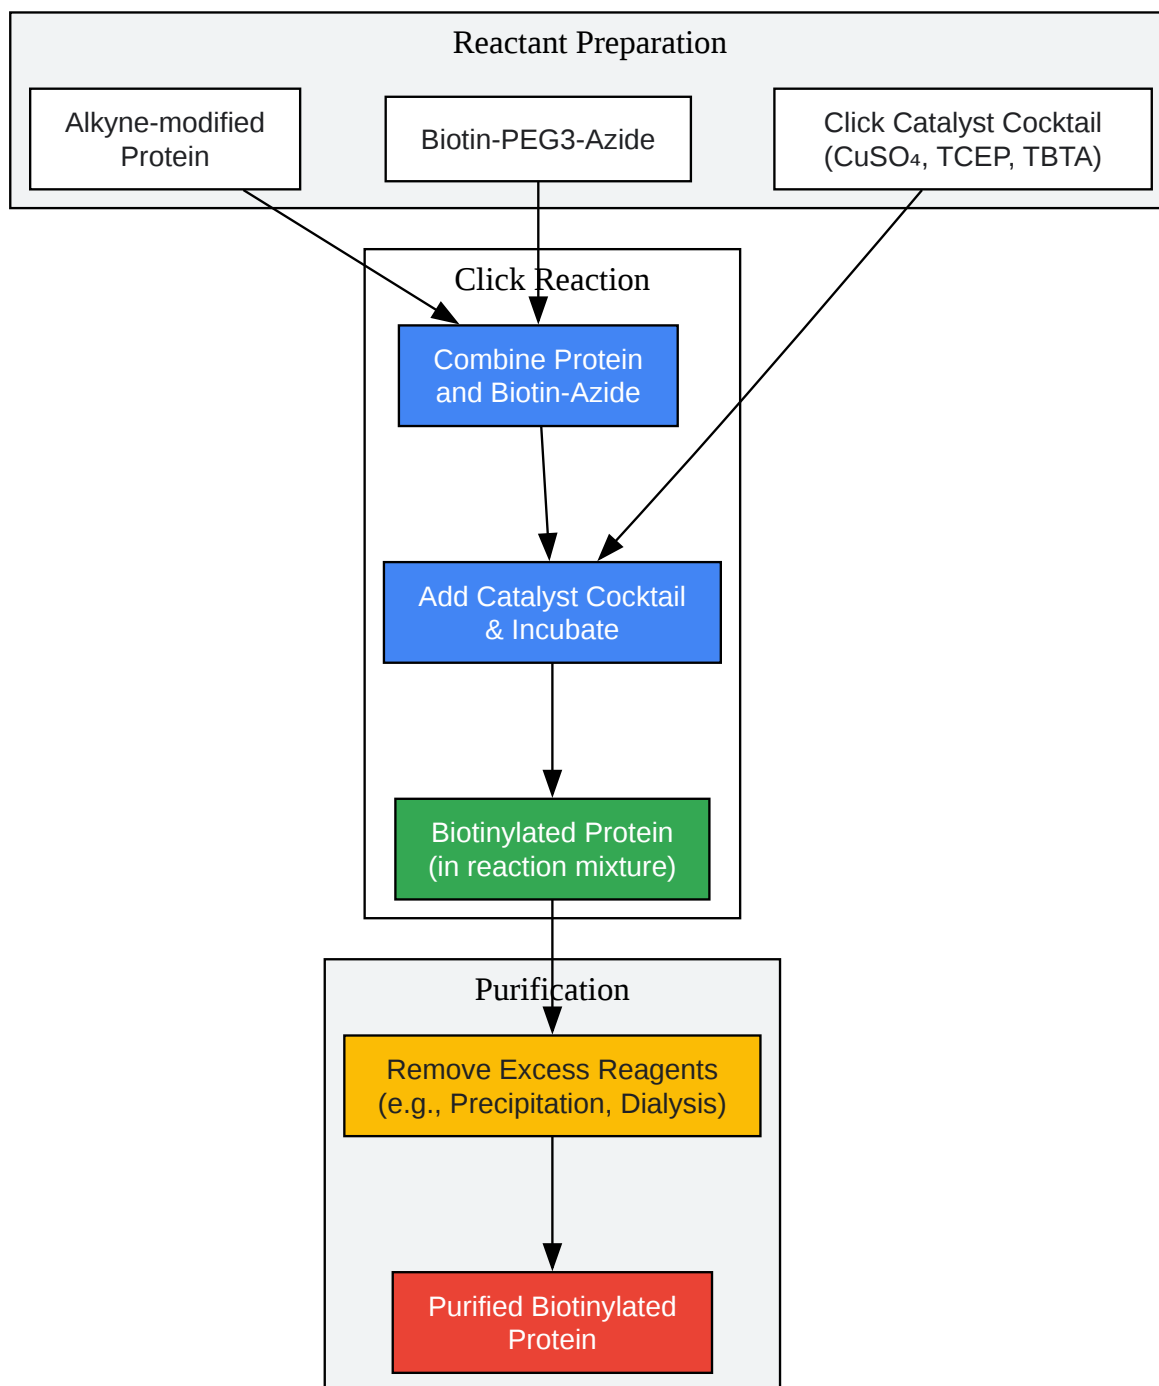 Reactant Preparation
Alkyne-modified
Protein
Biotin-PEG3-Azide
Click Catalyst Cocktail
(CuSO₄, TCEP, TBTA)
Click Reaction
Combine Protein
and Biotin-Azide
Add Catalyst Cocktail
& Incubate
Biotinylated Protein
(in reaction mixture)
Purification
Remove Excess Reagents
(e.g., Precipitation, Dialysis)
Purified Biotinylated
Protein